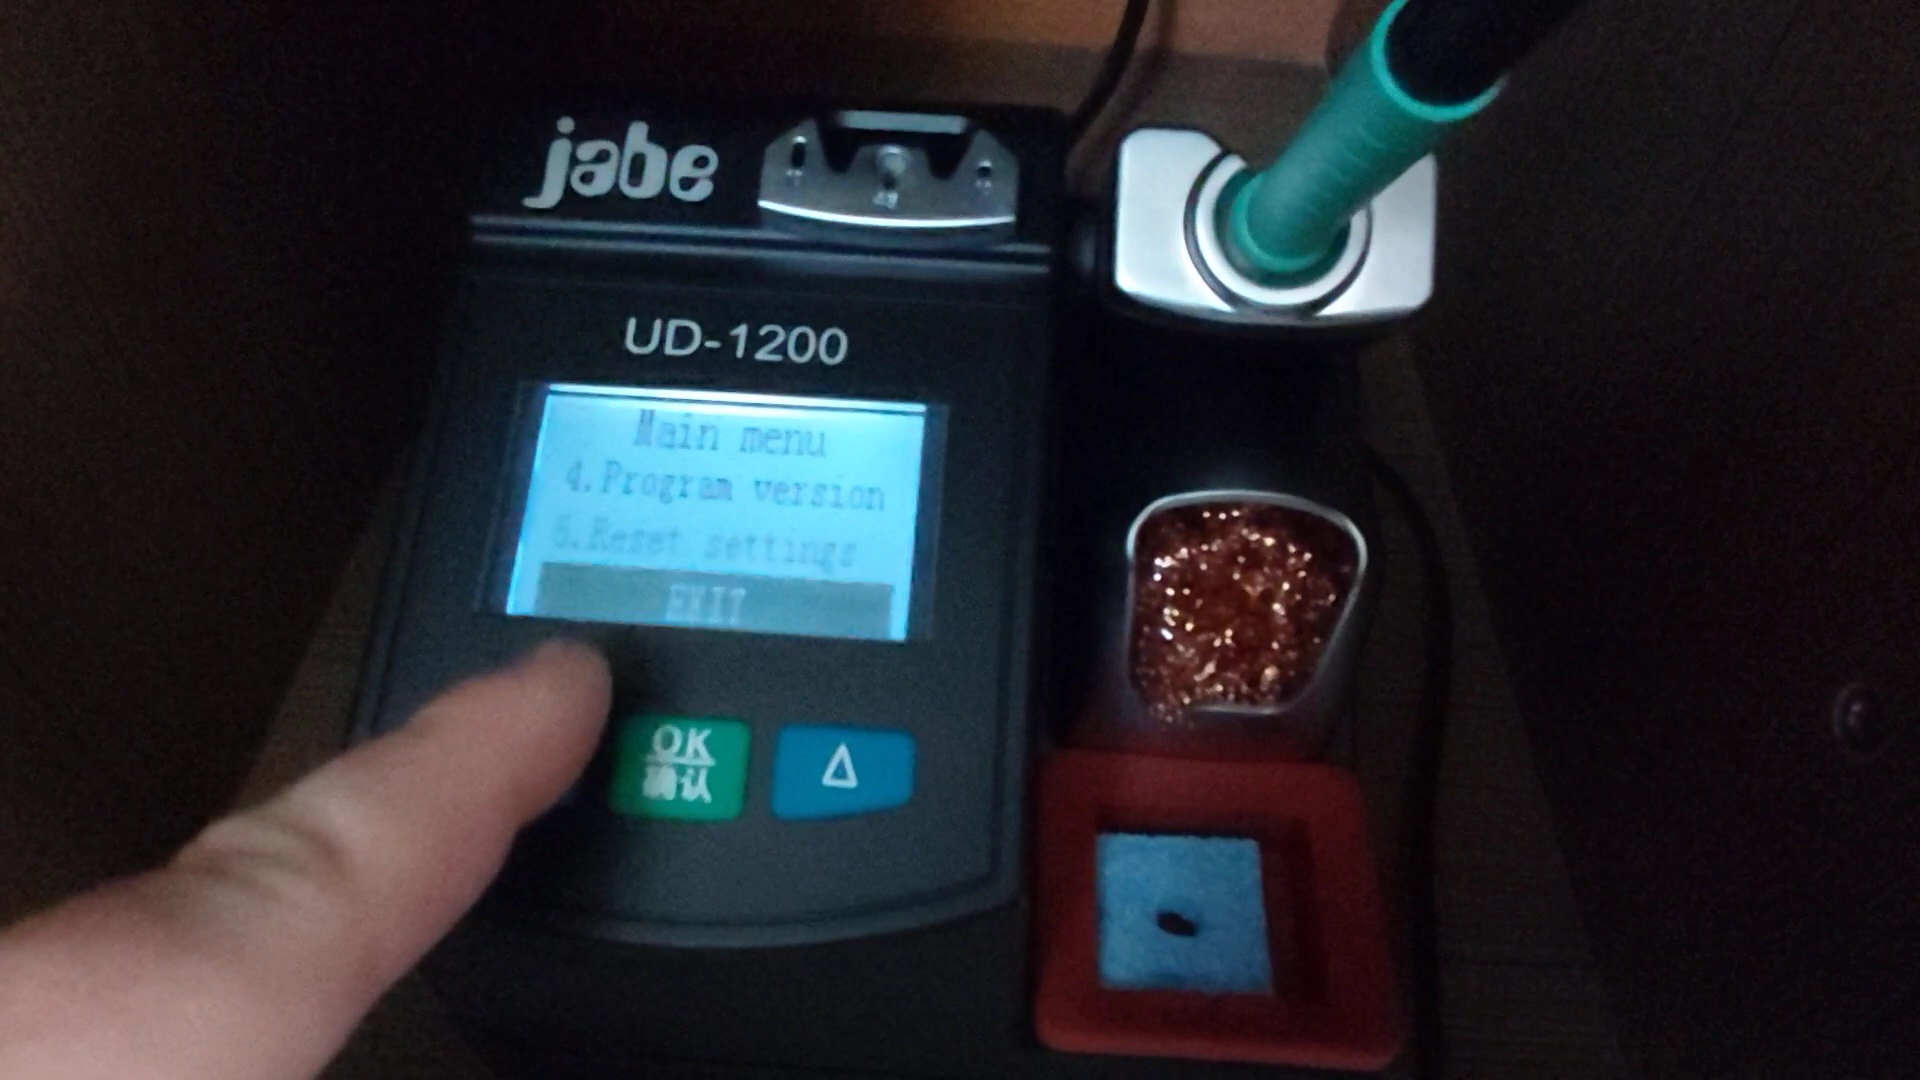 jabe
UD-1200
Main menu
4.Program version
5.Reset settings
EXIT
OK
确认